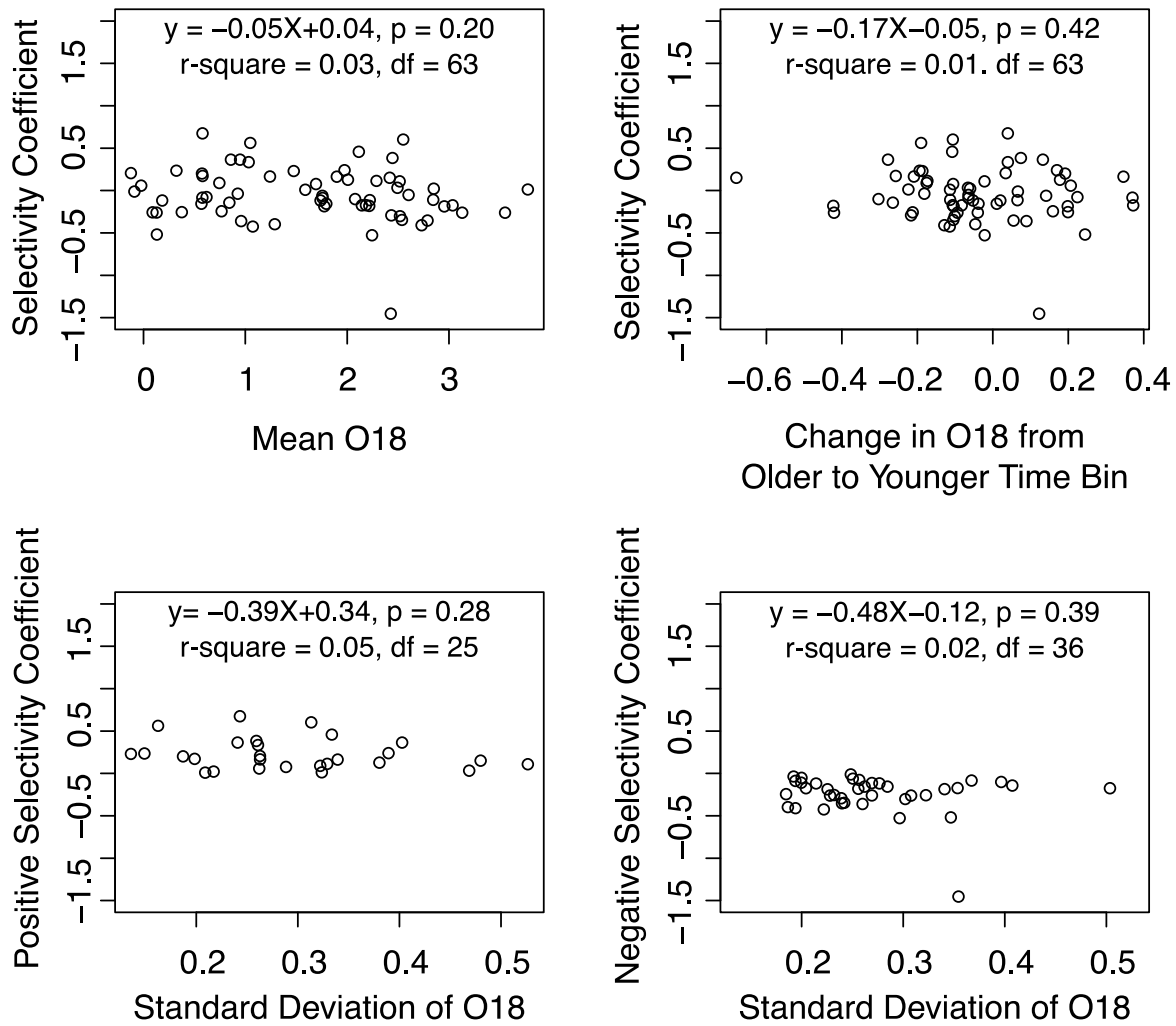 y = −0.05X+0.04, p = 0.20
r-square = 0.03, df = 63
Selectivity Coefficient
1.5
0.5
−0.5
−1.5
0 1 2 3
Mean O18
y = −0.17X−0.05, p = 0.42
r-square = 0.01. df = 63
Selectivity Coefficient
1.5
0.5
−0.5
−1.5
−0.6 −0.4 −0.2 0.0 0.2 0.4
Change in O18 from
Older to Younger Time Bin
y= −0.39X+0.34, p = 0.28
r-square = 0.05, df = 25
Positive Selectivity Coefficient
1.5
0.5
−0.5
−1.5
0.2 0.3 0.4 0.5
Standard Deviation of O18
y = −0.48X−0.12, p = 0.39
r-square = 0.02, df = 36
Negative Selectivity Coefficient
1.5
0.5
−0.5
−1.5
0.2 0.3 0.4 0.5
Standard Deviation of O18